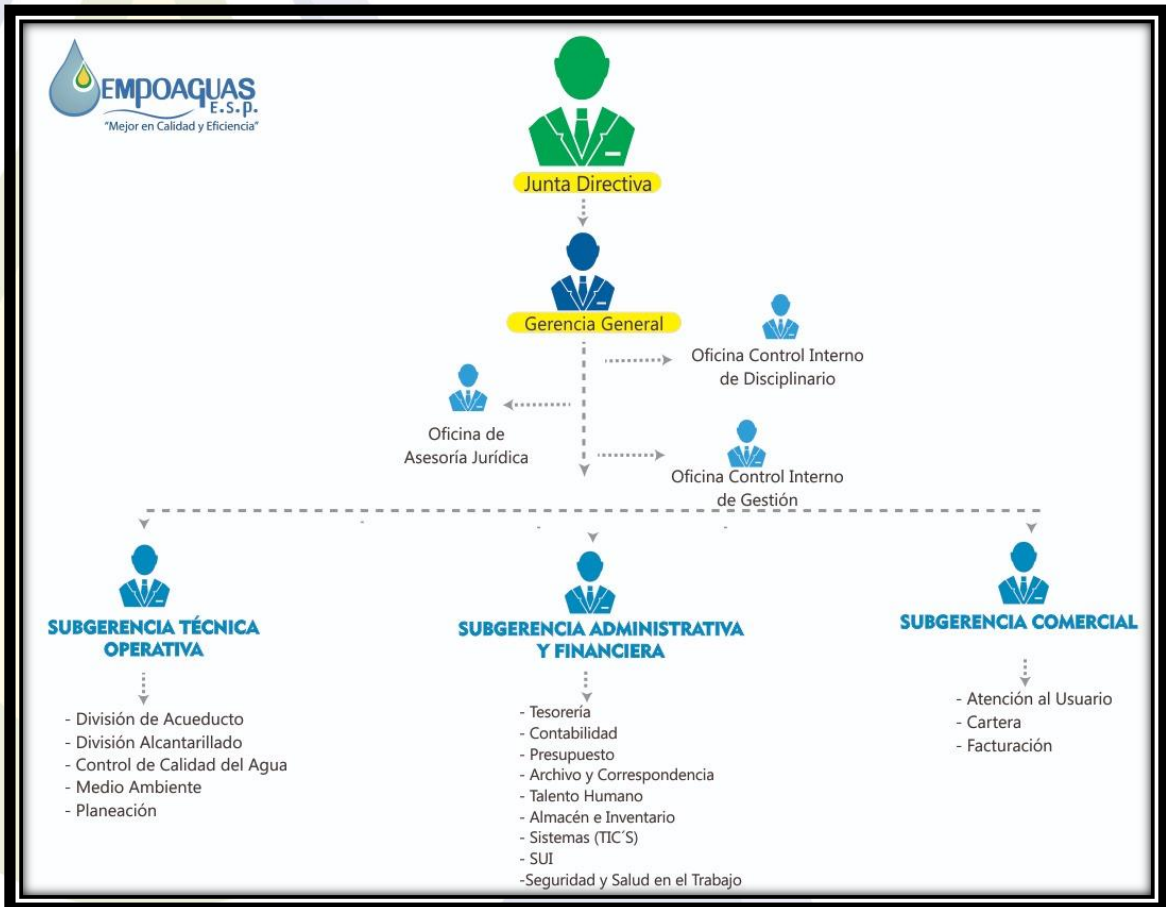 EMPOAGUAS
E.S.P.
"Mejor en Calidad y Eficiencia"
Junta Directiva
Gerencia General
Oficina Control Interno
de Disciplinario
Oficina de
Asesoría Jurídica
Oficina Control Interno
de Gestión
SUBGERENCIA TÉCNICA
OPERATIVA
- División de Acueducto
- División Alcantarillado
- Control de Calidad del Agua
- Medio Ambiente
- Planeación
SUBGERENCIA ADMINISTRATIVA
Y FINANCIERA
- Tesorería
- Contabilidad
- Presupuesto
- Archivo y Correspondencia
- Talento Humano
- Almacén e Inventario
- Sistemas (TIC´S)
- SUI
-Seguridad y Salud en el Trabajo
SUBGERENCIA COMERCIAL
- Atención al Usuario
- Cartera
- Facturación